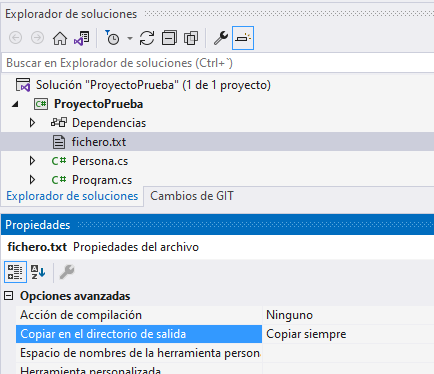 Explorador de soluciones
Buscar en Explorador de soluciones (Ctrl+¨)
Solución "ProyectoPrueba" (1 de 1 proyecto)
ProyectoPrueba
Dependencias
fichero.txt
C# Persona.cs
C# Program.cs
Explorador de soluciones Cambios de GIT
Propiedades
fichero.txt Propiedades del archivo
Opciones avanzadas
Acción de compilación Ninguno
Copiar en el directorio de salida Copiar siempre
Espacio de nombres de la herramienta persona
Herramienta personalizada